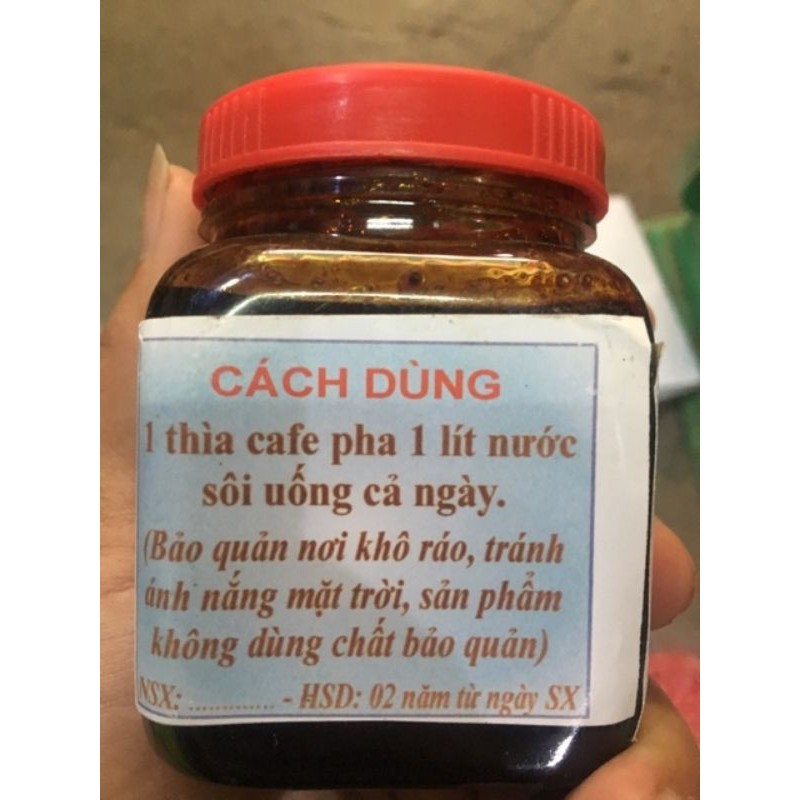 CÁCH DÙNG
1 thìa cafe pha 1 lít nước
sôi uống cả ngày.
(Bảo quản nơi khô ráo, tránh
ánh nắng mặt trời, sản phẩm
không dùng chất bảo quản)
NSX: ............ - HSD: 02 năm từ ngày SX